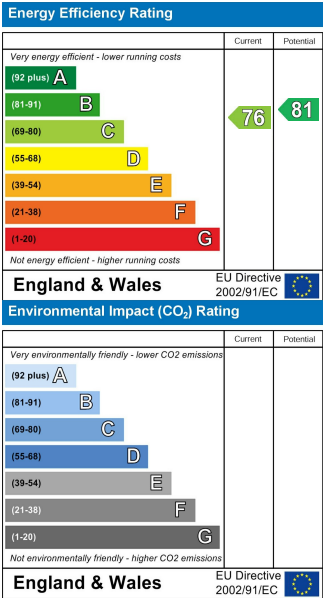 Energy Efficiency Rating
Current Potential
Very energy efficient - lower running costs
(92 plus) A
(81-91) B
(69-80) C
(55-68) D
(39-54) E
(21-38) F
(1-20) G
76 81
Not energy efficient - higher running costs
England & Wales
EU Directive
2002/91/EC
Environmental Impact (CO₂) Rating
Current Potential
Very environmentally friendly - lower CO2 emissions
(92 plus) A
(81-91) B
(69-80) C
(55-68) D
(39-54) E
(21-38) F
(1-20) G
Not environmentally friendly - higher CO2 emissions
England & Wales
EU Directive
2002/91/EC